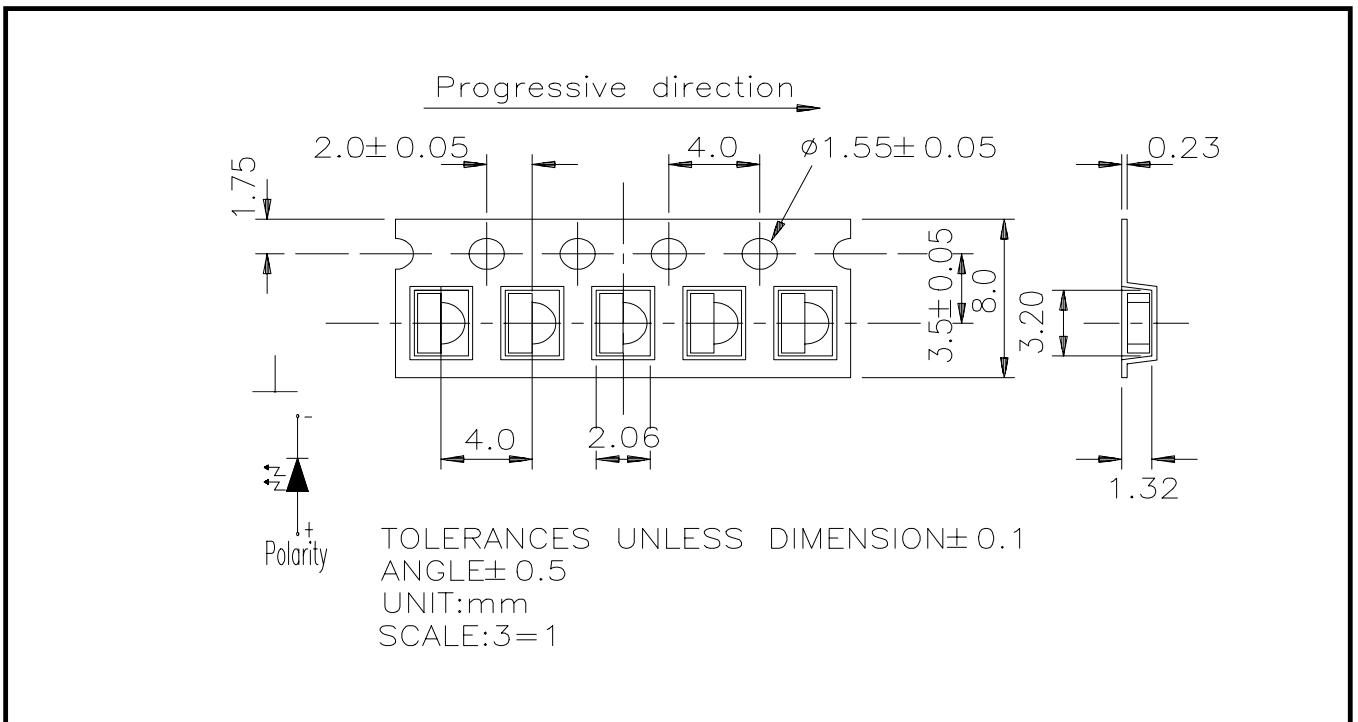 Progressive direction
2.0± 0.05
4.0
ø1.55± 0.05
0.23
1.75
3.5± 0.05
8.0
3.20
4.0
2.06
1.32
-
+
Polarity
TOLERANCES UNLESS DIMENSION± 0.1
ANGLE± 0.5
UNIT:mm
SCALE:3=1